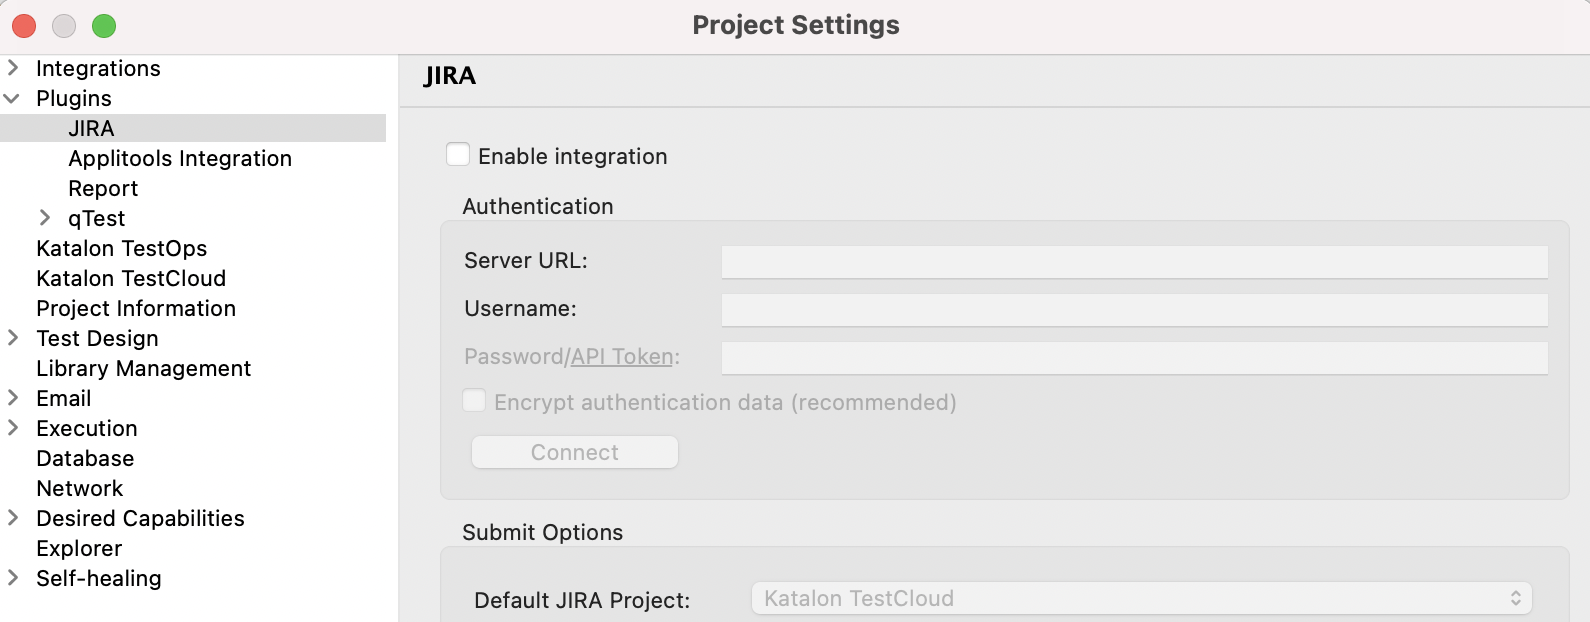 Project Settings
Integrations
Plugins
JIRA
Applitools Integration
Report
qTest
Katalon TestOps
Katalon TestCloud
Project Information
Test Design
Library Management
Email
Execution
Database
Network
Desired Capabilities
Explorer
Self-healing
JIRA
Enable integration
Authentication
Server URL:
Username:
Password/API Token:
Encrypt authentication data (recommended)
Connect
Submit Options
Default JIRA Project: Katalon TestCloud